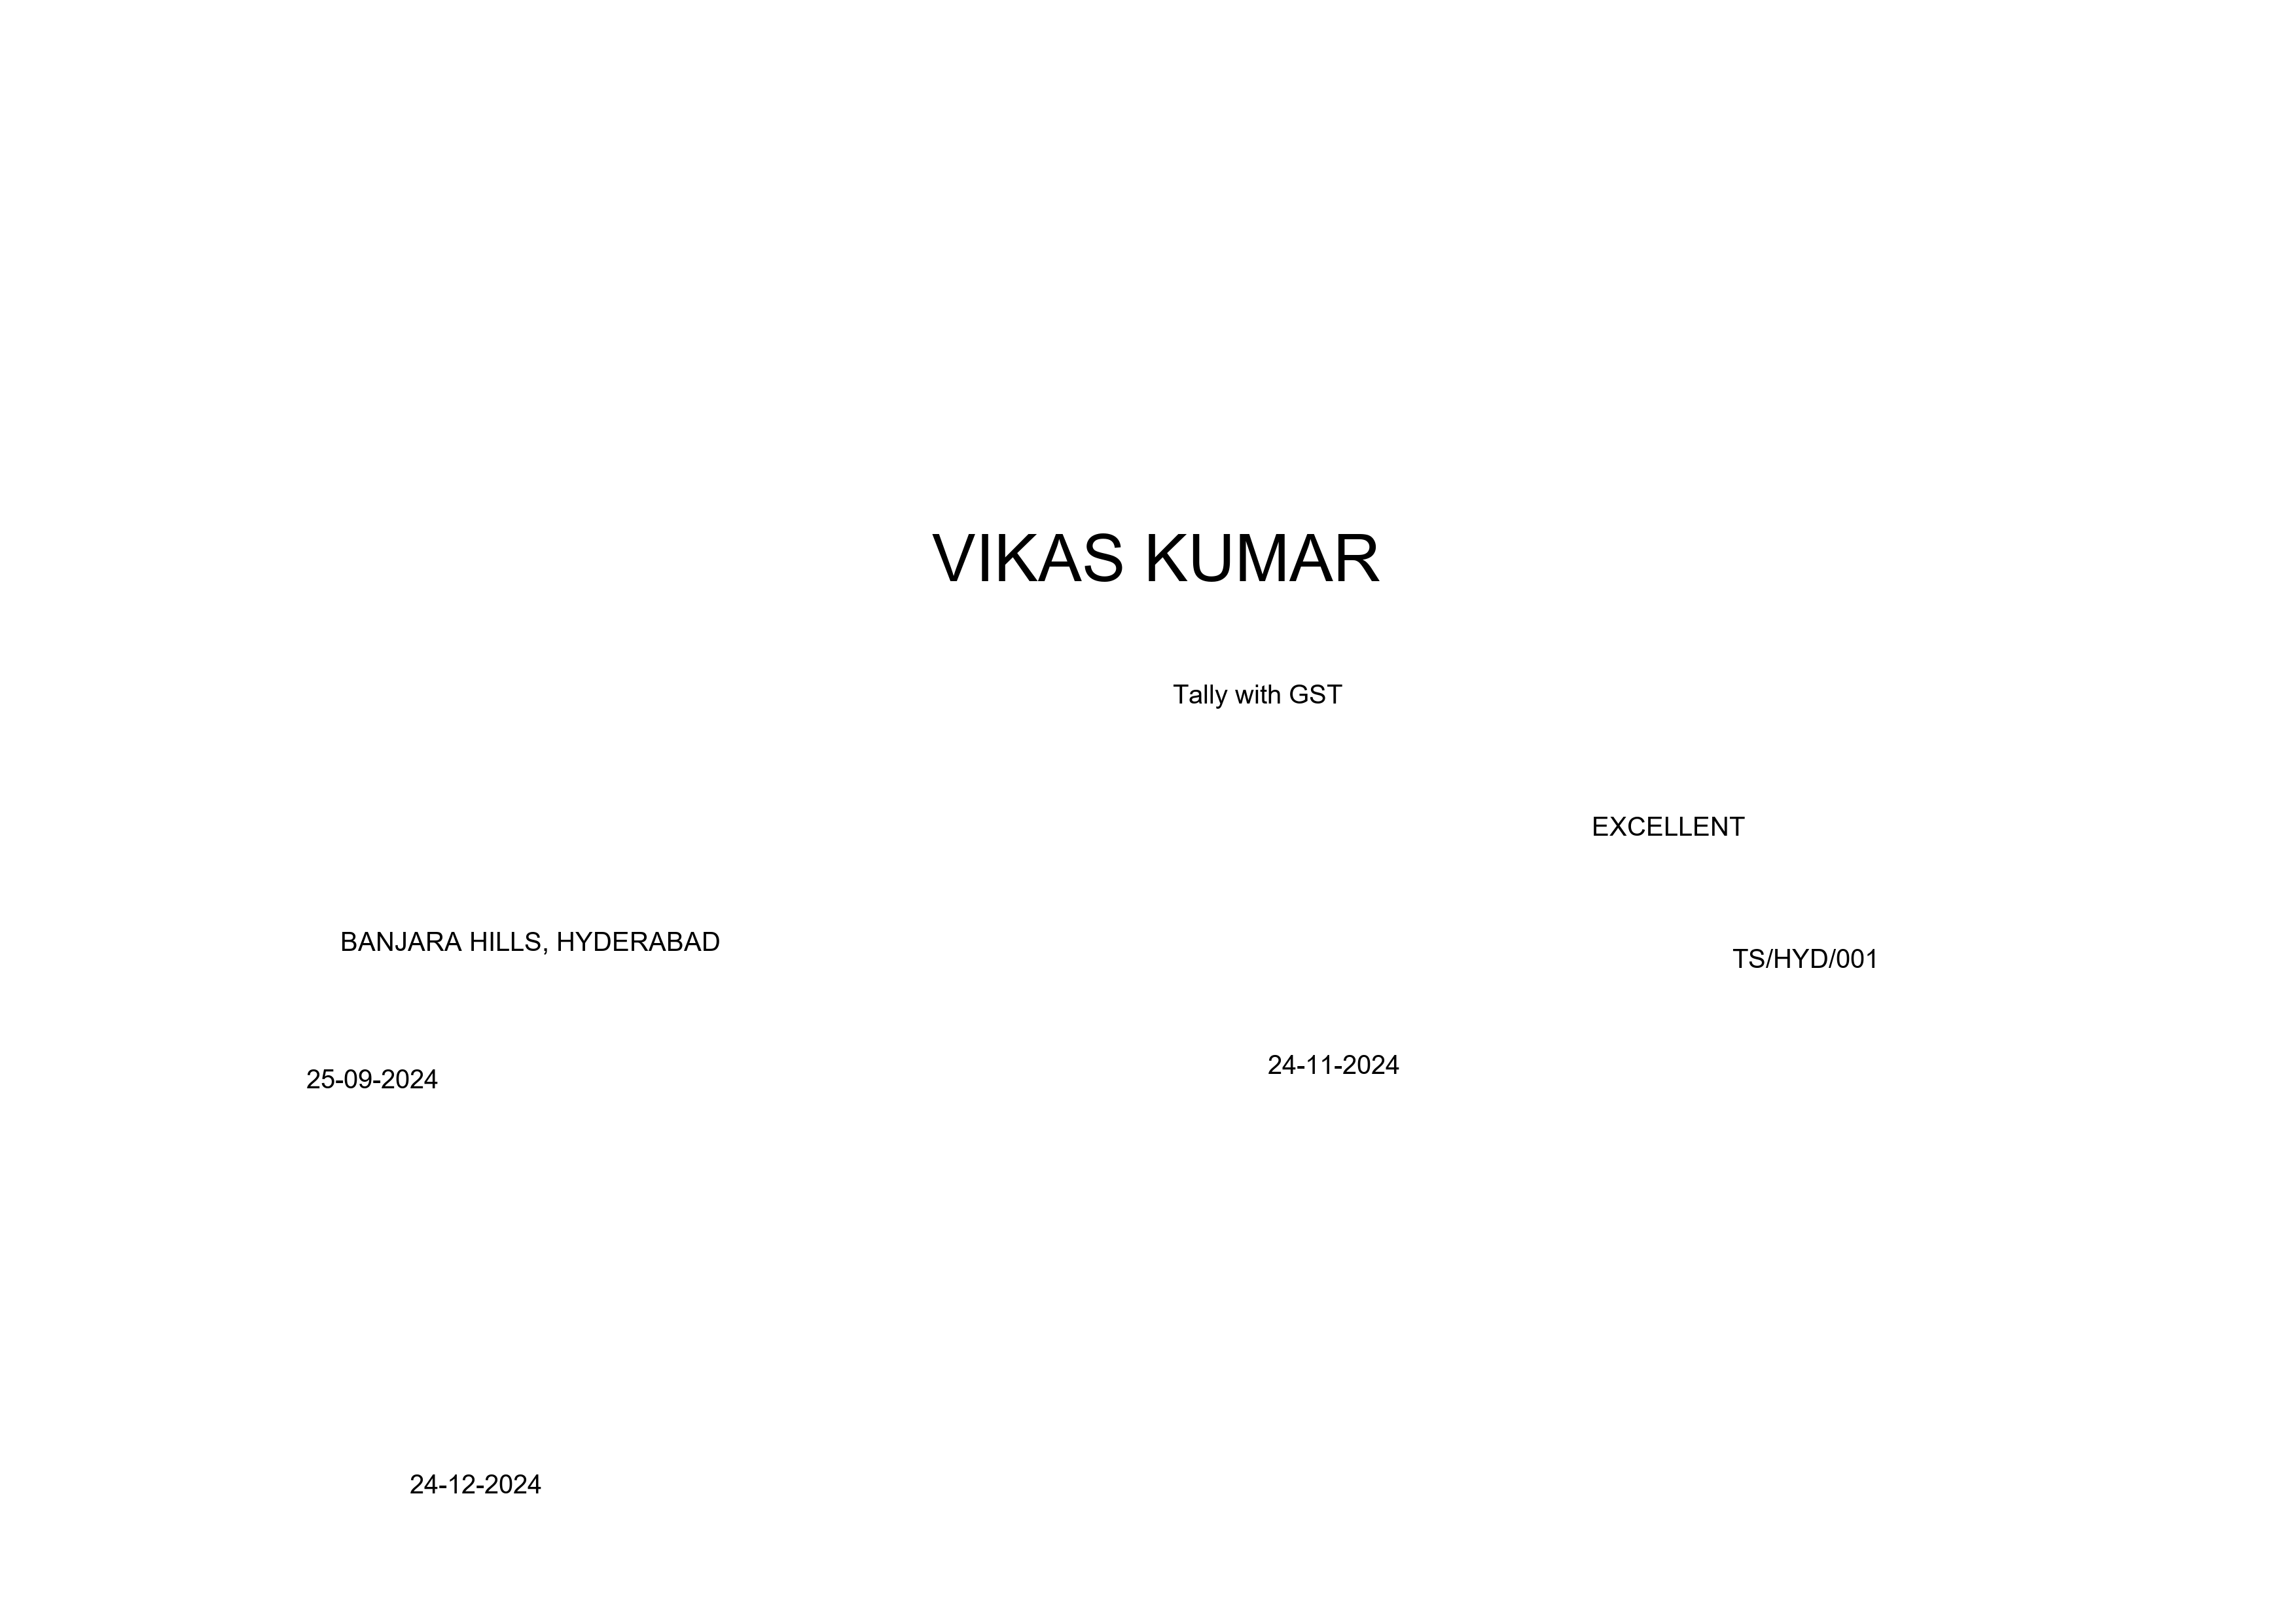 VIKAS KUMAR
Tally with GST
EXCELLENT
BANJARA HILLS, HYDERABAD
TS/HYD/001
25-09-2024
24-11-2024
24-12-2024